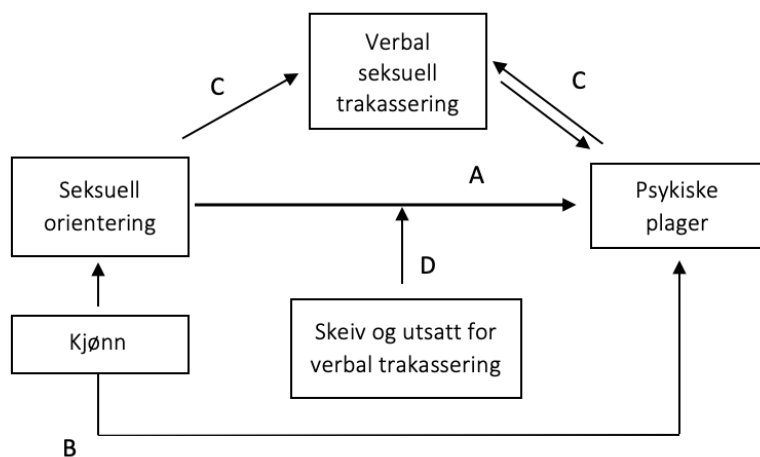 Verbal
seksuell
trakassering
C
C
A
Seksuell
orientering
Psykiske
plager
D
Kjønn
Skeiv og utsatt for
verbal trakassering
B